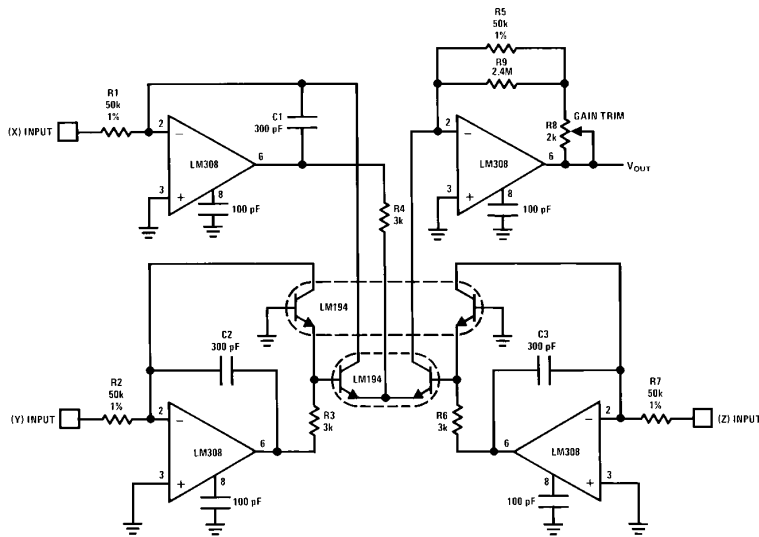 R5
50k
1%
R9
2.4M
R1
50k
1%
C1
300 pF
GAIN TRIM
R8
2k
(X) INPUT
2
−
LM308
6
3
+
8
100 pF
2
−
LM308
6
VOUT
3
+
8
100 pF
R4
3k
LM194
C2
300 pF
C3
300 pF
LM194
R2
50k
1%
R7
50k
1%
R3
3k
R6
3k
(Y) INPUT
2
−
LM308
6
3
+
8
100 pF
6
2
−
LM308
(Z) INPUT
3
+
8
100 pF